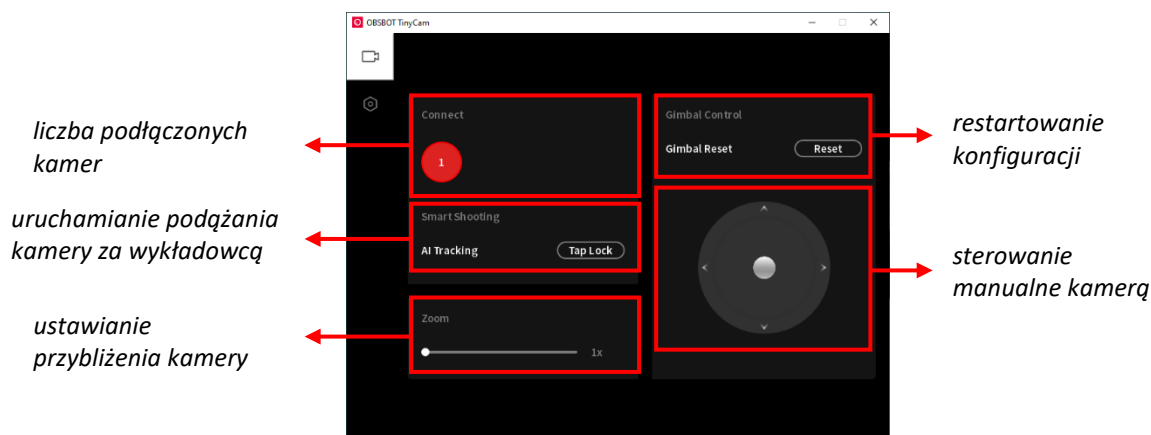 OBSBOT TinyCam
liczba podłączonych
kamer
uruchamianie podążania
kamery za wykładowcą
ustawianie
przybliżenia kamery
Connect
1
Smart Shooting
AI Tracking Tap Lock
Zoom
1x
Gimbal Control
Gimbal Reset Reset
restartowanie
konfiguracji
sterowanie
manualne kamerą